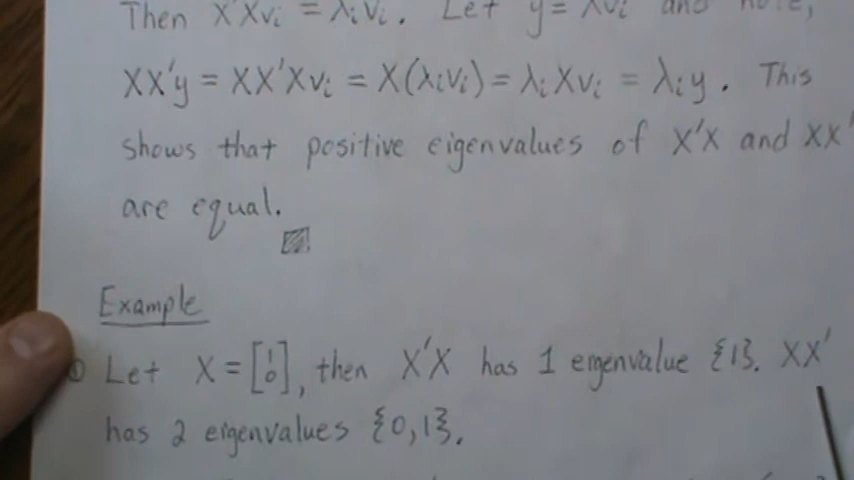 Then X'Xvᵢ = λᵢvᵢ. Let y = Xvᵢ and note,
XX'y = XX'Xvᵢ = X(λᵢvᵢ) = λᵢXvᵢ = λᵢy. This
shows that positive eigenvalues of X'X and XX'
are equal.
Example
① Let X = [1 0], then X'X has 1 eigenvalue {1}. XX'
has 2 eigenvalues {0,1}.